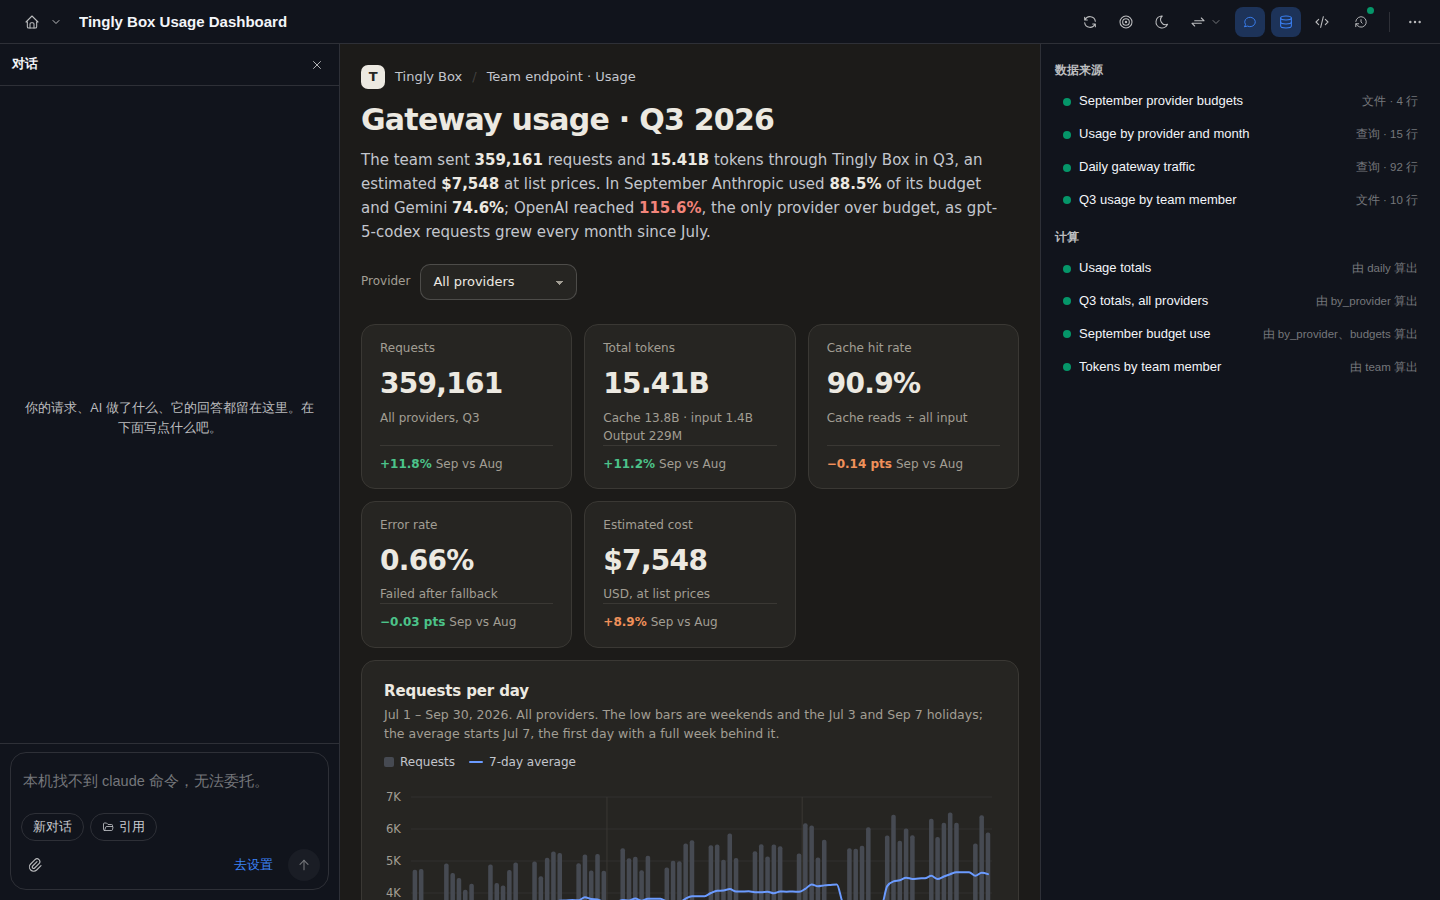 Tingly Box Usage Dashboard
对话
你的请求、AI 做了什么、它的回答都留在这里。在
下面写点什么吧。
本机找不到 claude 命令，无法委托。
新对话
引用
去设置
T
Tingly Box / Team endpoint · Usage
Gateway usage · Q3 2026
The team sent 359,161 requests and 15.41B tokens through Tingly Box in Q3, an
estimated $7,548 at list prices. In September Anthropic used 88.5% of its budget
and Gemini 74.6%; OpenAI reached 115.6%, the only provider over budget, as gpt-
5-codex requests grew every month since July.
Provider
All providers
Requests
359,161
All providers, Q3
+11.8% Sep vs Aug
Total tokens
15.41B
Cache 13.8B · input 1.4B
Output 229M
+11.2% Sep vs Aug
Cache hit rate
90.9%
Cache reads ÷ all input
−0.14 pts Sep vs Aug
Error rate
0.66%
Failed after fallback
−0.03 pts Sep vs Aug
Estimated cost
$7,548
USD, at list prices
+8.9% Sep vs Aug
Requests per day
Jul 1 – Sep 30, 2026. All providers. The low bars are weekends and the Jul 3 and Sep 7 holidays;
the average starts Jul 7, the first day with a full week behind it.
Requests
7-day average
7K
6K
5K
4K
数据来源
September provider budgets
文件 · 4 行
Usage by provider and month
查询 · 15 行
Daily gateway traffic
查询 · 92 行
Q3 usage by team member
文件 · 10 行
计算
Usage totals
由 daily 算出
Q3 totals, all providers
由 by_provider 算出
September budget use
由 by_provider、budgets 算出
Tokens by team member
由 team 算出